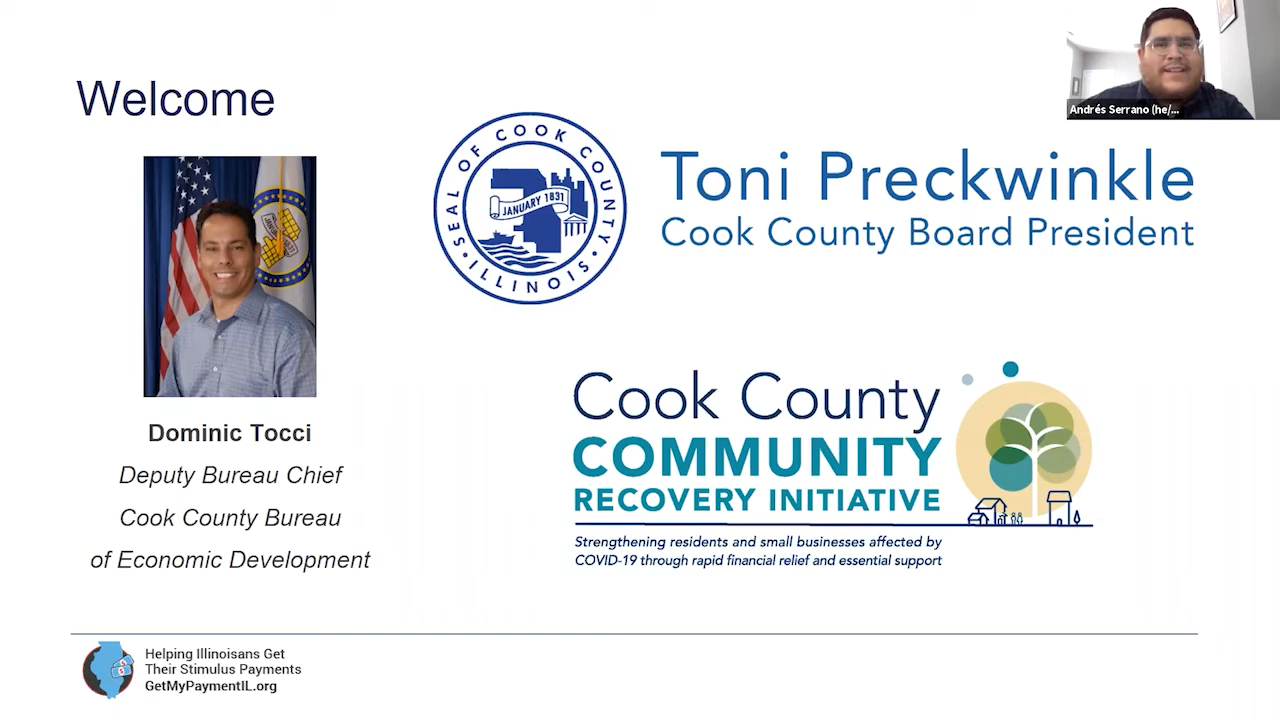 Welcome
Andrés Serrano (he/...
SEAL OF COOK COUNTY
JANUARY 1831
• ILLINOIS •
Toni Preckwinkle
Cook County Board President
Dominic Tocci
Deputy Bureau Chief
Cook County Bureau
of Economic Development
Cook County
COMMUNITY
RECOVERY INITIATIVE
Strengthening residents and small businesses affected by
COVID-19 through rapid financial relief and essential support
Helping Illinoisans Get
Their Stimulus Payments
GetMyPaymentIL.org